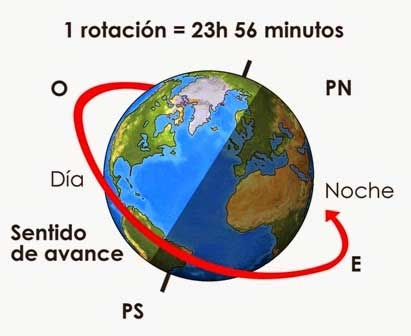 1 rotación = 23h 56 minutos
O
PN
Día
Noche
Sentido
de avance
E
PS